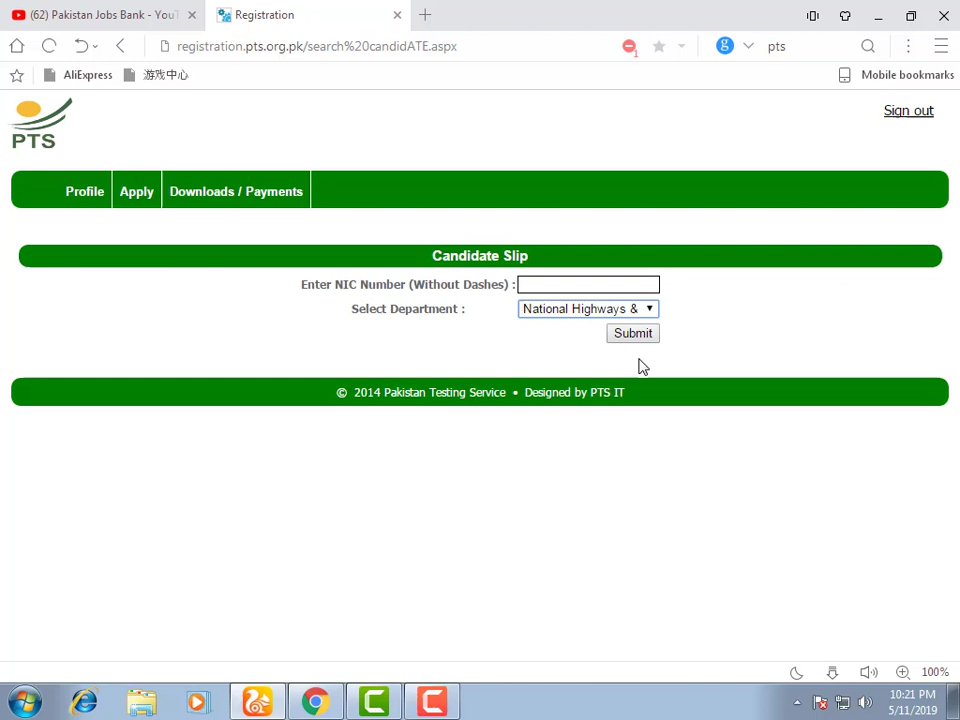 (62) Pakistan Jobs Bank - YouT
Registration
registration.pts.org.pk/search%20candidATE.aspx
1
g
pts
AliExpress
游戏中心
Mobile bookmarks
PTS
Sign out
Profile
Apply
Downloads / Payments
Candidate Slip
Enter NIC Number (Without Dashes) :
Select Department :
National Highways &
Submit
© 2014 Pakistan Testing Service • Designed by PTS IT
100%
10:21 PM
5/11/2019